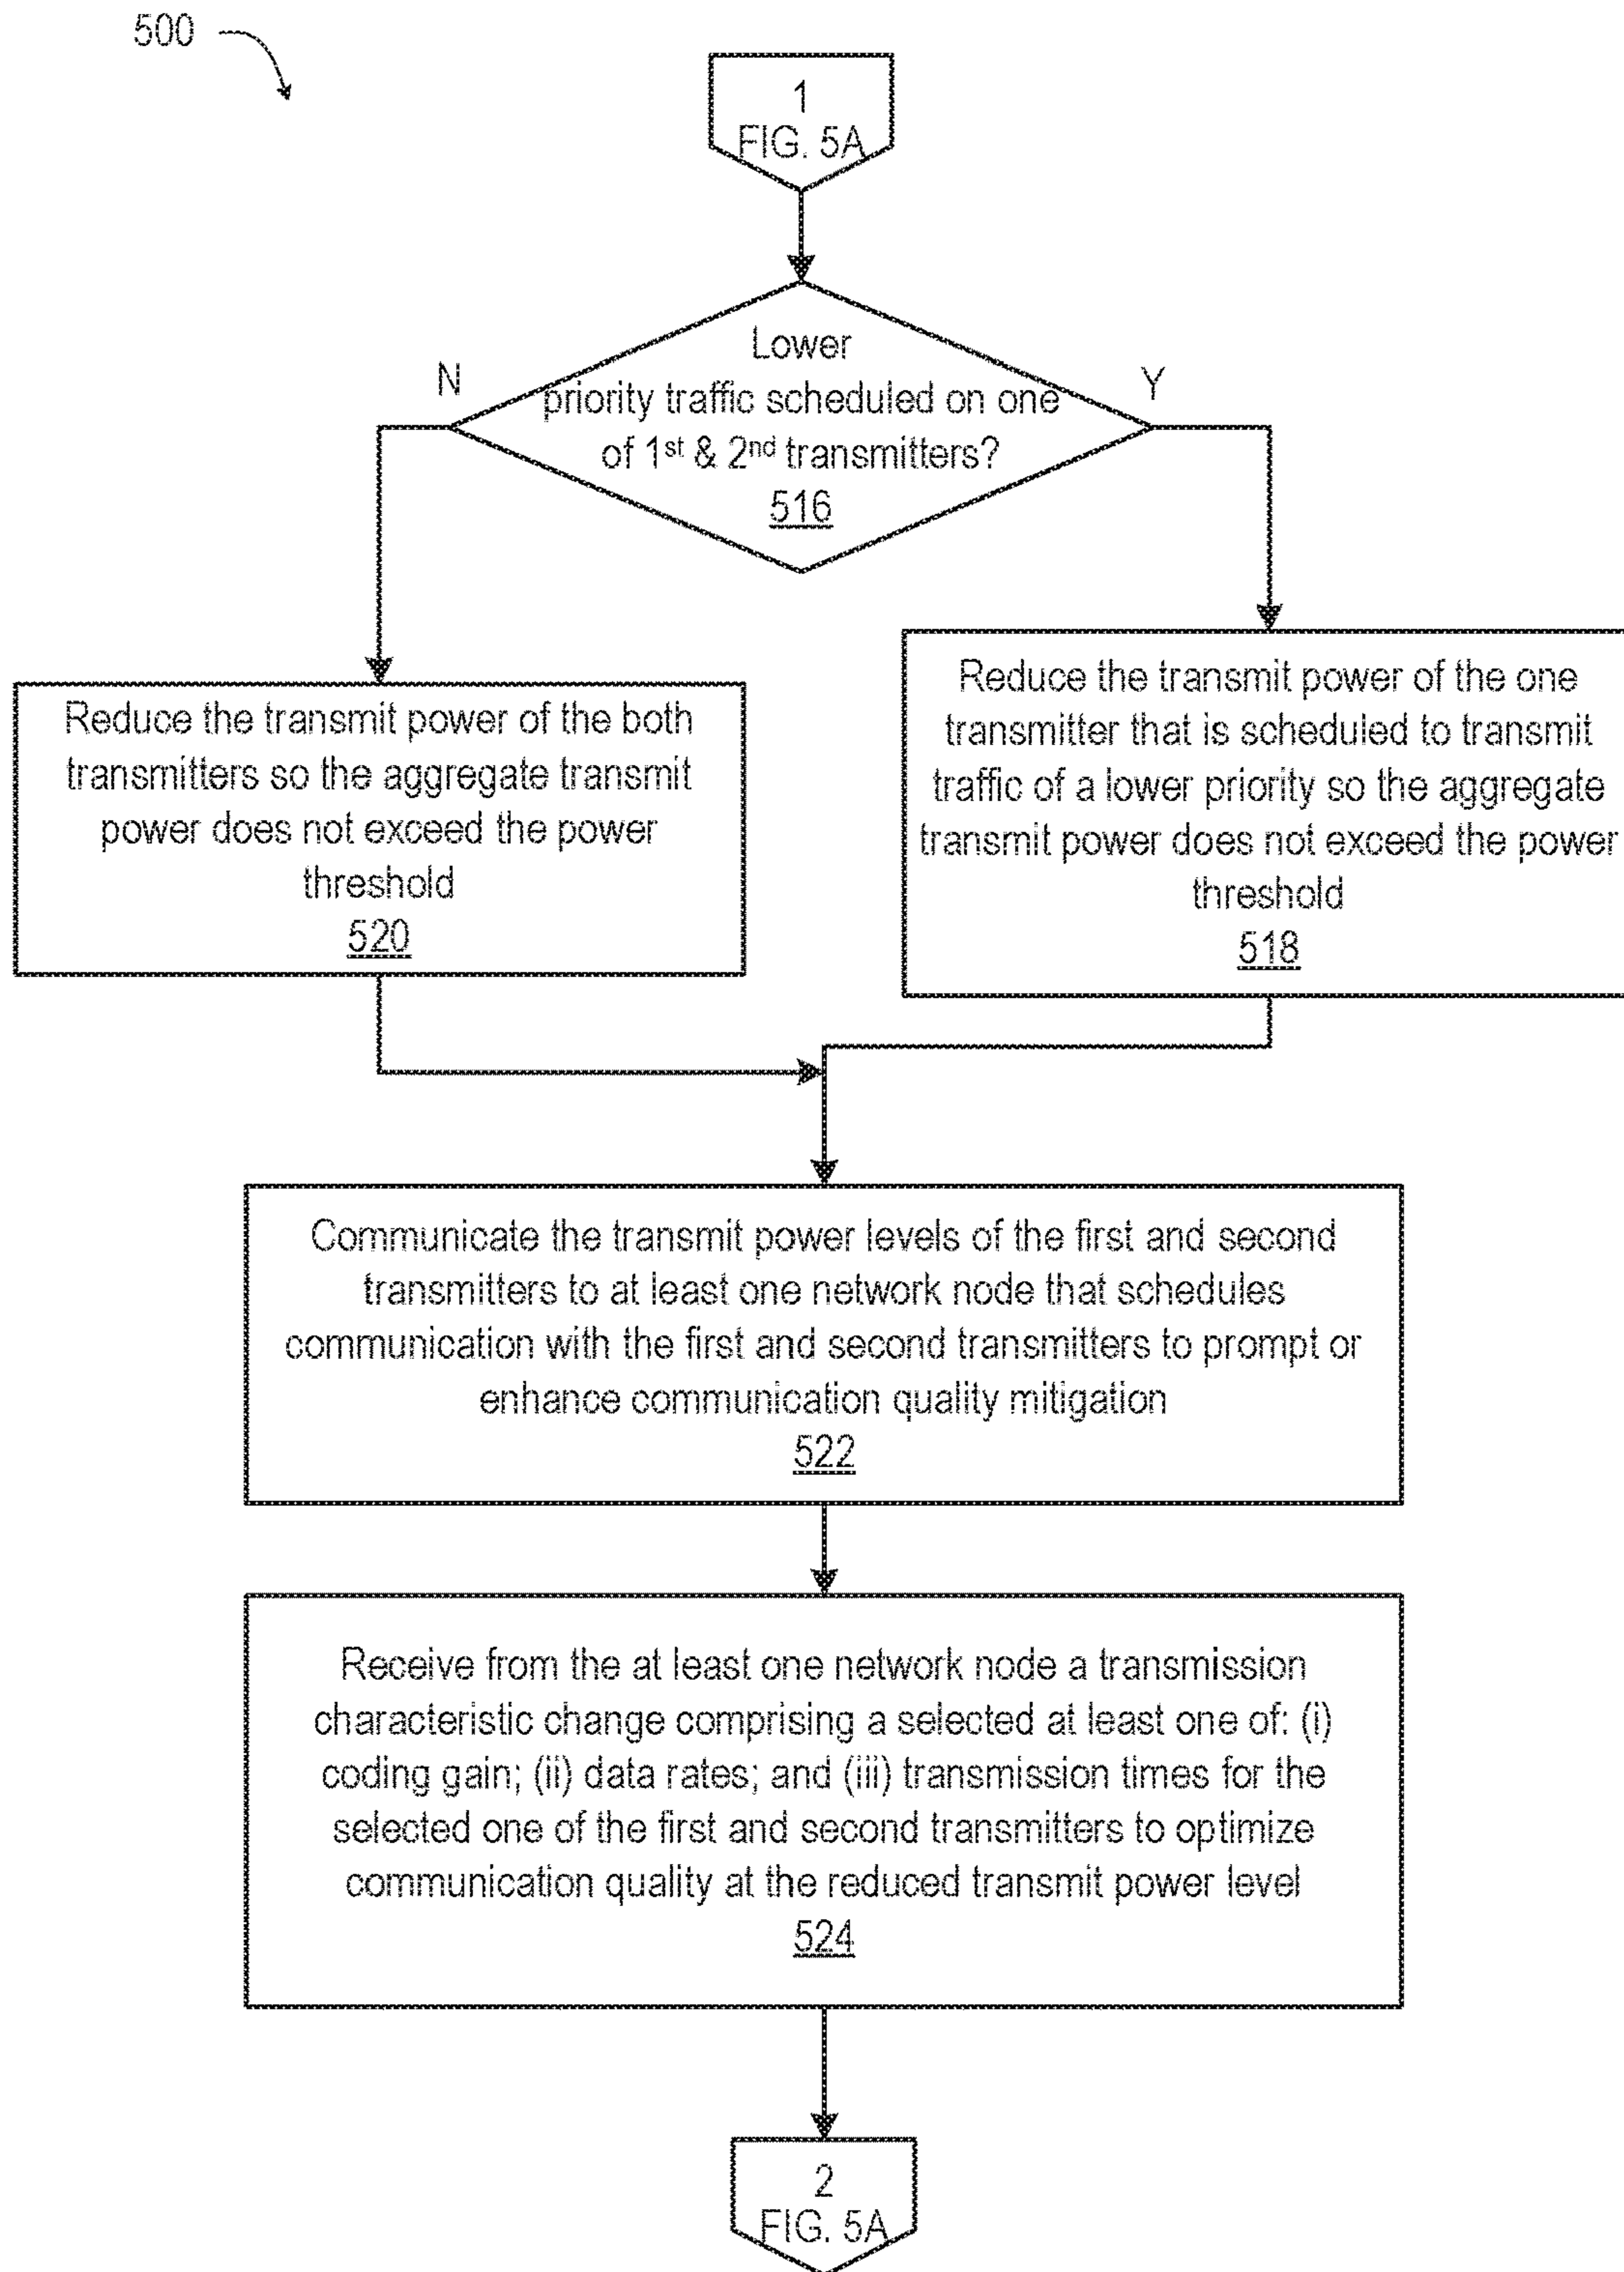 500
1
FIG. 5A
Lower
priority traffic scheduled on one
of 1st & 2nd transmitters?
516
N
Y
Reduce the transmit power of the both
transmitters so the aggregate transmit
power does not exceed the power
threshold
520
Reduce the transmit power of the one
transmitter that is scheduled to transmit
traffic of a lower priority so the aggregate
transmit power does not exceed the power
threshold
518
Communicate the transmit power levels of the first and second
transmitters to at least one network node that schedules
communication with the first and second transmitters to prompt or
enhance communication quality mitigation
522
Receive from the at least one network node a transmission
characteristic change comprising a selected at least one of: (i)
coding gain; (ii) data rates; and (iii) transmission times for the
selected one of the first and second transmitters to optimize
communication quality at the reduced transmit power level
524
2
FIG. 5A